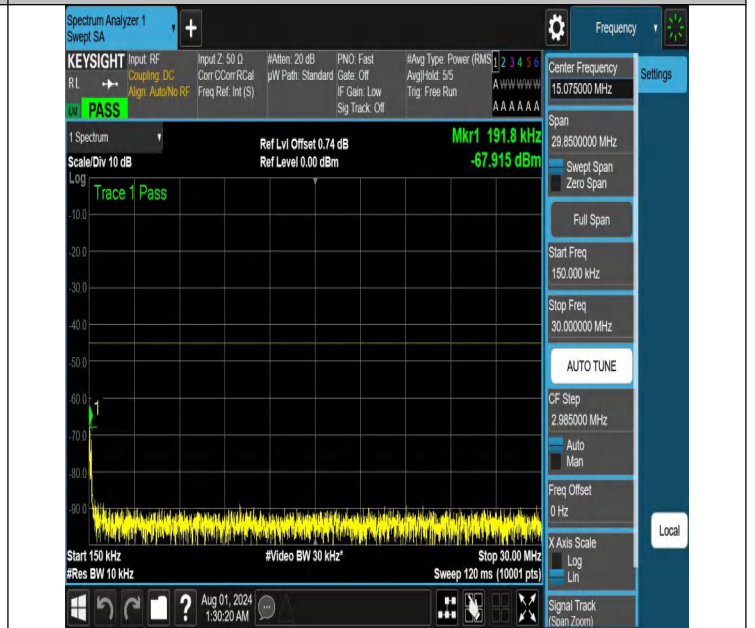 Spectrum Analyzer 1
Swept SA
+
Frequency
KEYSIGHT
Input: RF
Coupling: DC
Align: Auto/No RF
Input Z: 50 Ω
Corr CCorr RCal
Freq Ref: Int (S)
#Atten: 20 dB
µW Path: Standard
PNO: Fast
Gate: Off
IF Gain: Low
Sig Track: Off
#Avg Type: Power (RMS
Avg|Hold: 5/5
Trig: Free Run
1 2 3 4 5 6
A W W W W W
A A A A A A
R L
PASS
1 Spectrum
Scale/Div 10 dB
Ref Lvl Offset 0.74 dB
Ref Level 0.00 dBm
Mkr1 191.8 kHz
-67.915 dBm
Log
Trace 1 Pass
-10.0
-20.0
-30.0
-40.0
-50.0
-60.0
1
-70.0
-80.0
-90.0
Start 150 kHz
#Res BW 10 kHz
#Video BW 30 kHz*
Stop 30.00 MHz
Sweep 120 ms (10001 pts)
Center Frequency
15.075000 MHz
Settings
Span
29.8500000 MHz
Swept Span
Zero Span
Full Span
Start Freq
150.000 kHz
Stop Freq
30.000000 MHz
AUTO TUNE
CF Step
2.985000 MHz
Auto
Man
Freq Offset
0 Hz
X Axis Scale
Log
Lin
Local
Signal Track
(Span Zoom)
?
Aug 01, 2024
1:30:20 AM